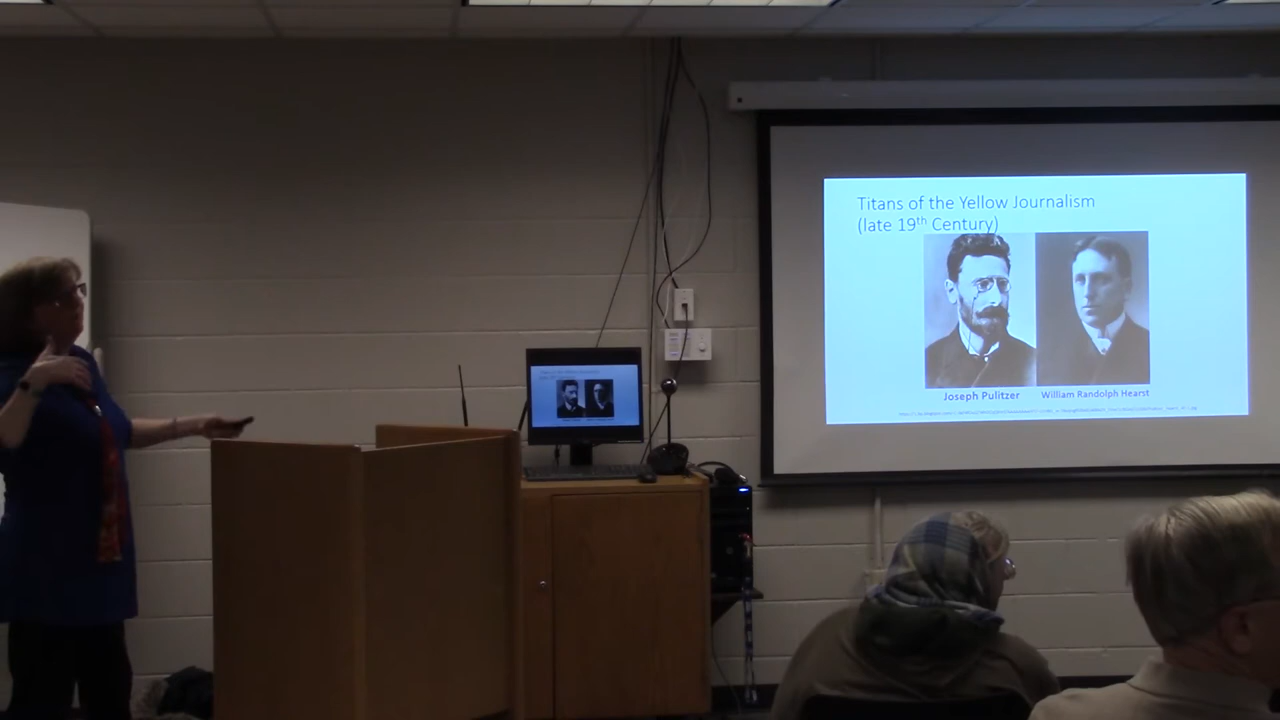 Titans of the Yellow Journalism
(late 19th Century)
Joseph Pulitzer
William Randolph Hearst